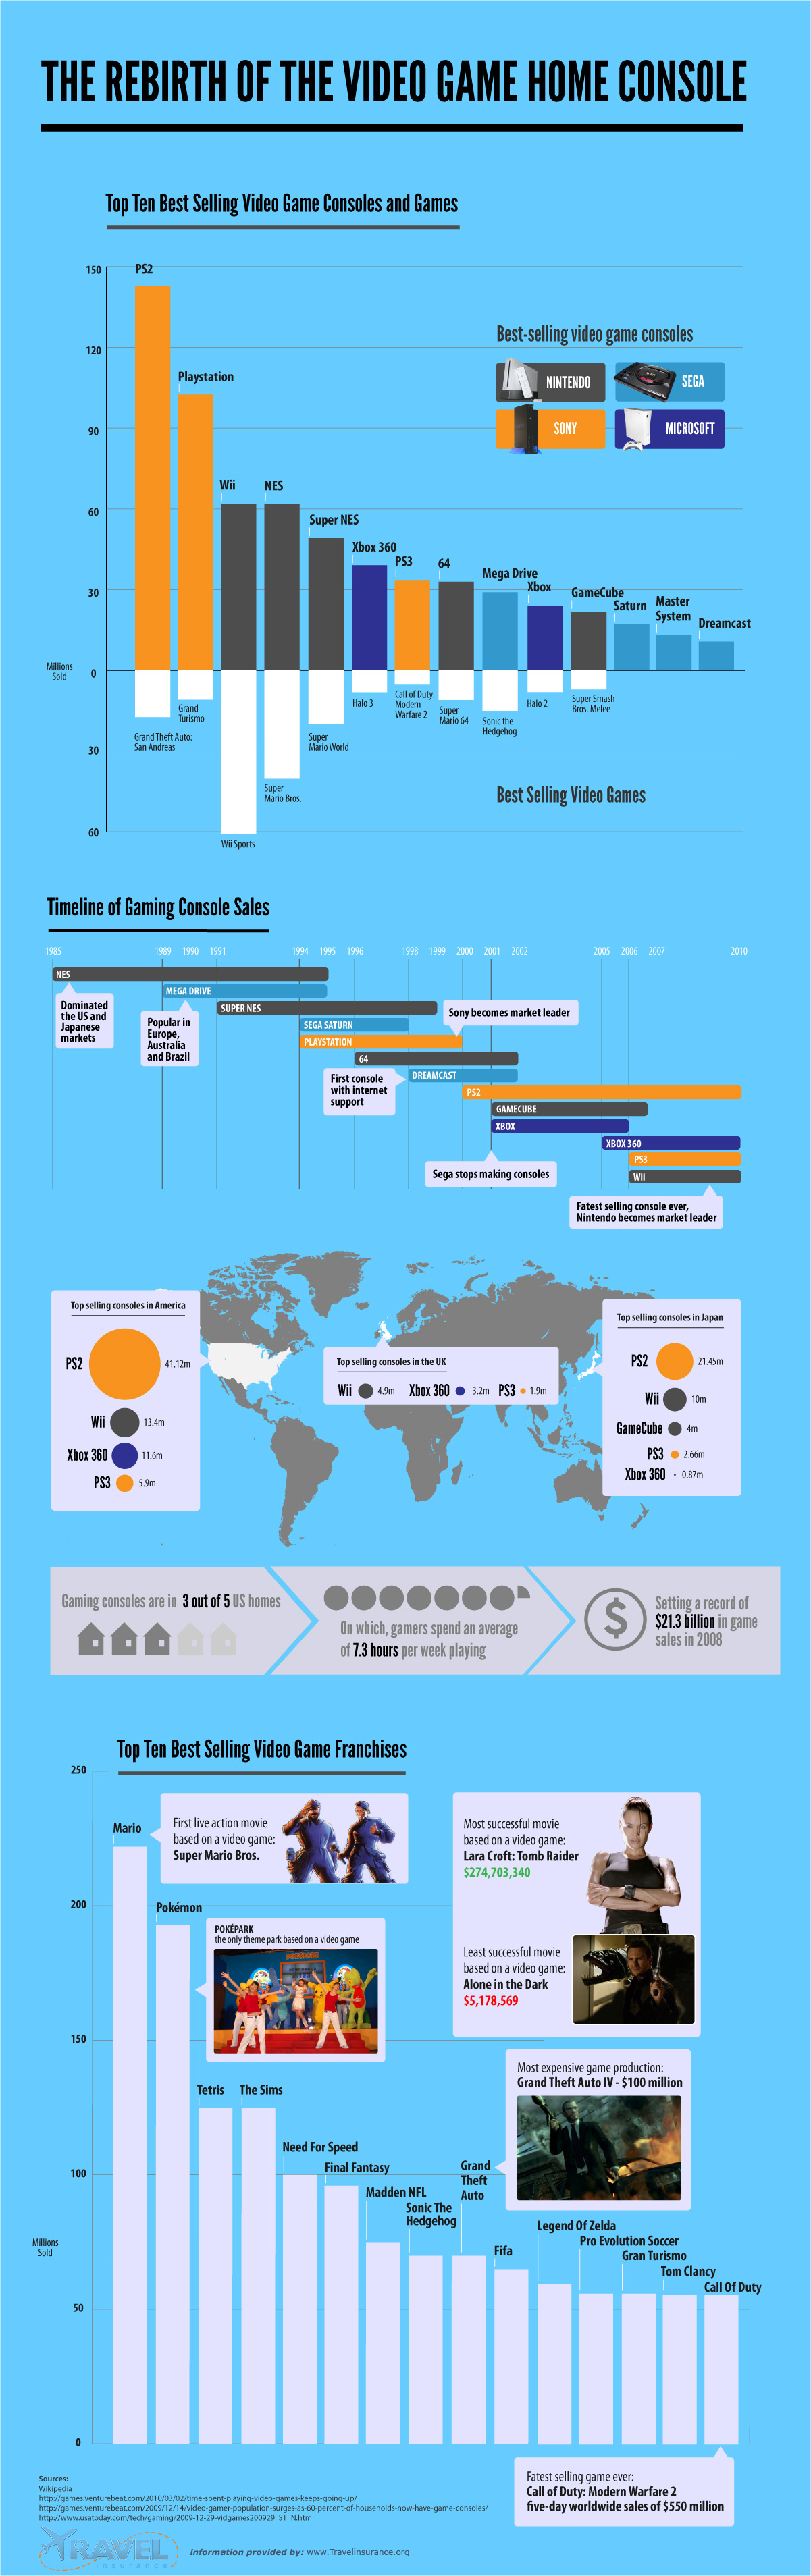 THE REBIRTH OF THE VIDEO GAME HOME CONSOLE
Top Ten Best Selling Video Game Consoles and Games
150
120
90
60
30
0
30
60
Millions
Sold
PS2
Playstation
Wii
NES
Super NES
Xbox 360
PS3
64
Mega Drive
Xbox
GameCube
Saturn
Master
System
Dreamcast
Best-selling video game consoles
NINTENDO
SEGA
SONY
MICROSOFT
Grand Theft Auto:
San Andreas
Grand
Turismo
Wii Sports
Super
Mario Bros.
Super
Mario World
Halo 3
Call of Duty:
Modern
Warfare 2
Super
Mario 64
Sonic the
Hedgehog
Halo 2
Super Smash
Bros. Melee
Best Selling Video Games
Timeline of Gaming Console Sales
1985 1989 1990 1991 1994 1995 1996 1998 1999 2000 2001 2002 2005 2006 2007 2010
NES
MEGA DRIVE
SUPER NES
SEGA SATURN
PLAYSTATION
64
DREAMCAST
PS2
GAMECUBE
XBOX
XBOX 360
PS3
Wii
Dominated
the US and
Japanese
markets
Popular in
Europe,
Australia
and Brazil
Sony becomes market leader
First console
with internet
support
Sega stops making consoles
Fatest selling console ever,
Nintendo becomes market leader
Top selling consoles in America
PS2 41.12m
Wii 13.4m
Xbox 360 11.6m
PS3 5.9m
Top selling consoles in the UK
Wii 4.9m Xbox 360 3.2m PS3 1.9m
Top selling consoles in Japan
PS2 21.45m
Wii 10m
GameCube 4m
PS3 2.66m
Xbox 360 0.87m
Gaming consoles are in 3 out of 5 US homes
On which, gamers spend an average
of 7.3 hours per week playing
$
Setting a record of
$21.3 billion in game
sales in 2008
Top Ten Best Selling Video Game Franchises
250
200
150
100
50
0
Millions
Sold
Mario
Pokémon
Tetris
The Sims
Need For Speed
Final Fantasy
Madden NFL
Sonic The
Hedgehog
Grand
Theft
Auto
Fifa
Legend Of Zelda
Pro Evolution Soccer
Gran Turismo
Tom Clancy
Call Of Duty
First live action movie
based on a video game:
Super Mario Bros.
POKÉPARK
the only theme park based on a video game
Most successful movie
based on a video game:
Lara Croft: Tomb Raider
$274,703,340
Least successful movie
based on a video game:
Alone in the Dark
$5,178,569
Most expensive game production:
Grand Theft Auto IV - $100 million
Fatest selling game ever:
Call of Duty: Modern Warfare 2
five-day worldwide sales of $550 million
Sources:
Wikipedia
http://games.venturebeat.com/2010/03/02/time-spent-playing-video-games-keeps-going-up/
http://games.venturebeat.com/2009/12/14/video-gamer-population-surges-as-60-percent-of-households-now-have-game-consoles/
http://www.usatoday.com/tech/gaming/2009-12-29-vidgames200929_ST_N.htm
TRAVEL
insurance
information provided by: www.Travelinsurance.org